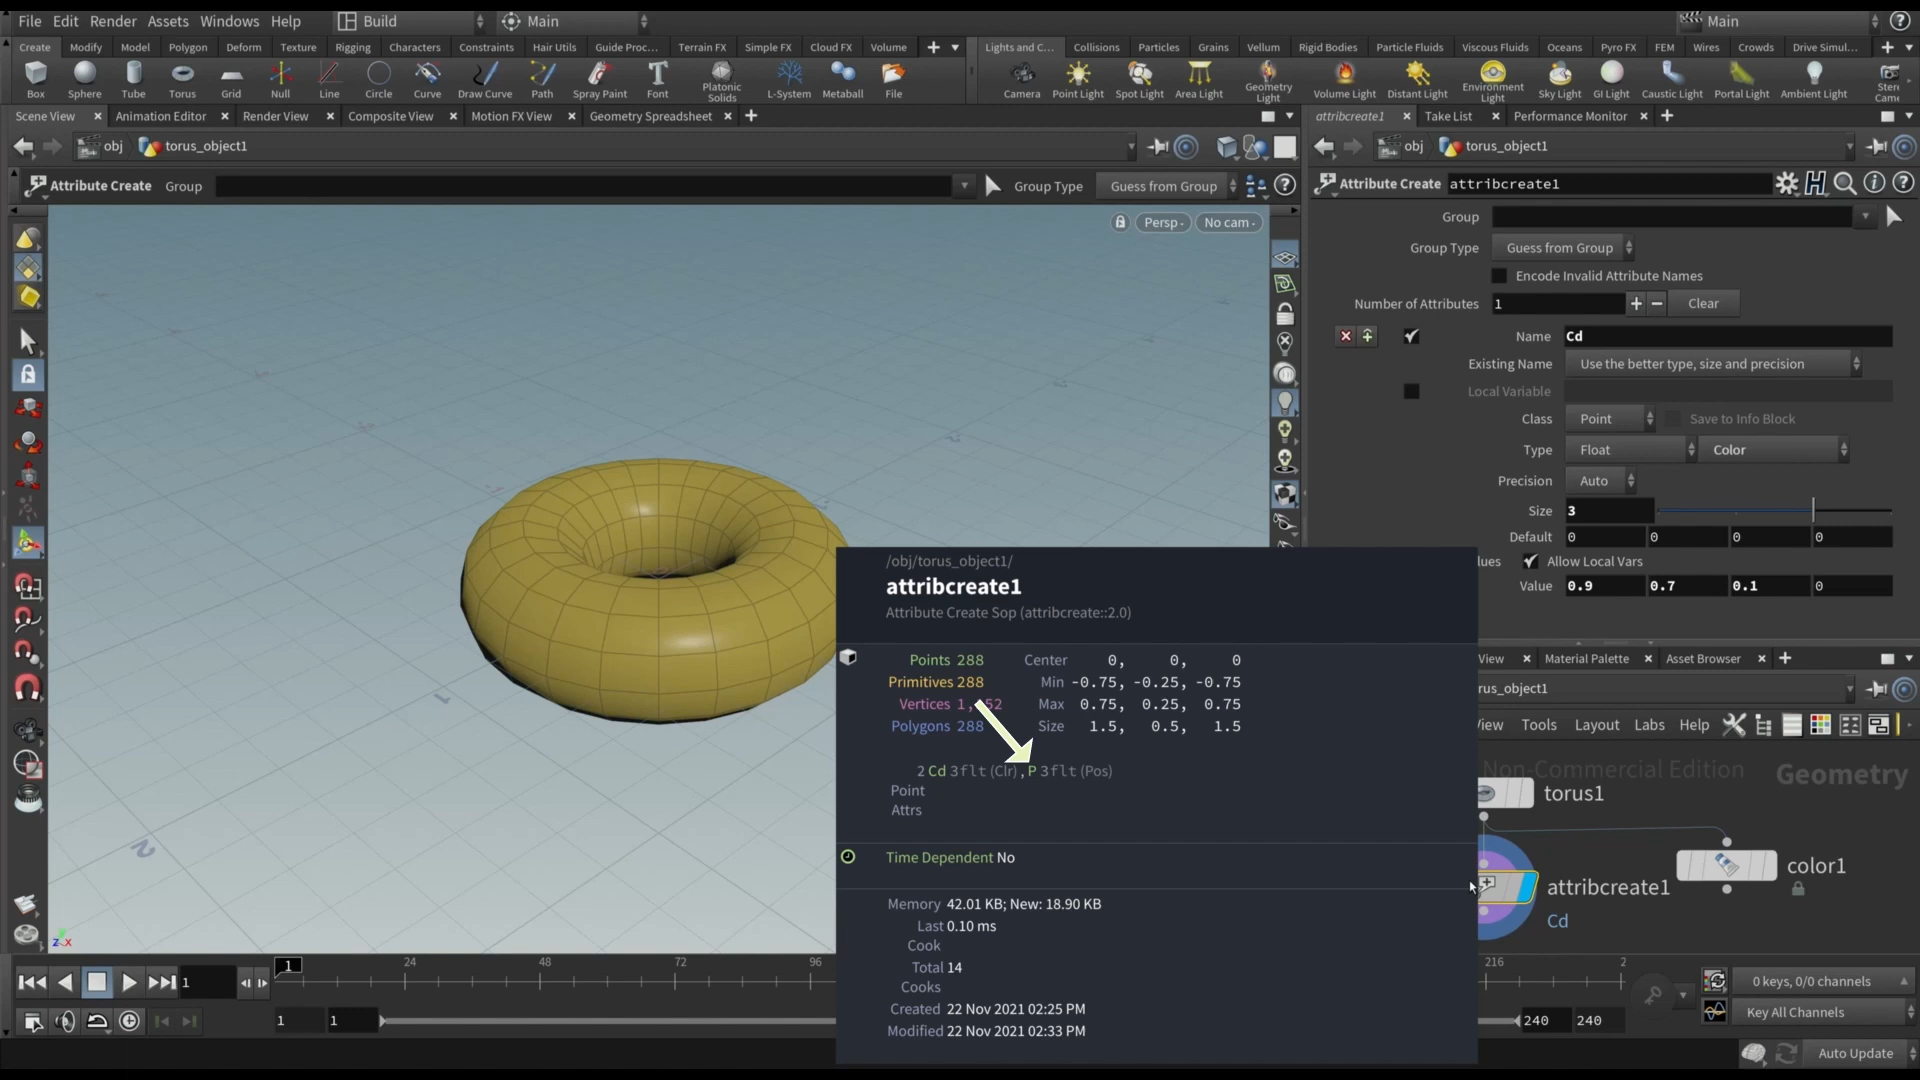 File Edit Render Assets Windows Help Build Main Main
Create Modify Model Polygon Deform Texture Rigging Characters Constraints Hair Utils Guide Proc... Terrain FX Simple FX Cloud FX Volume Lights and C... Collisions Particles Grains Vellum Rigid Bodies Particle Fluids Viscous Fluids Oceans Pyro FX FEM Wires Crowds Drive Simul...
Box Sphere Tube Torus Grid Null Line Circle Curve Draw Curve Path Spray Paint Font Platonic Solids L-System Metaball File Camera Point Light Spot Light Area Light Geometry Light Volume Light Distant Light Environment Light Sky Light GI Light Caustic Light Portal Light Ambient Light
Scene View Animation Editor Render View Composite View Motion FX View Geometry Spreadsheet attribcreate1 Take List Performance Monitor
obj torus_object1 obj torus_object1
Attribute Create Group Group Type Guess from Group
Attribute Create attribcreate1
Persp No cam
Group
Group Type Guess from Group
Encode Invalid Attribute Names
Number of Attributes 1 Clear
Name Cd
Existing Name Use the better type, size and precision
Local Variable
Class Point Save to Info Block
Type Float Color
Precision Auto
Size 3
Default 0 0 0 0
lues Allow Local Vars
Value 0.9 0.7 0.1 0
/obj/torus_object1/
attribcreate1
Attribute Create Sop (attribcreate::2.0)
Points 288 Center 0, 0, 0
Primitives 288 Min -0.75, -0.25, -0.75
Vertices Max 0.75, 0.25, 0.75
Polygons 288 Size 1.5, 0.5, 1.5
2 Cd 3flt (Clr), P 3flt (Pos)
Point
Attrs
Time Dependent No
Memory 42.01 KB; New: 18.90 KB
Last 0.10 ms
Cook
Total 14
Cooks
Created 22 Nov 2021 02:25 PM
Modified 22 Nov 2021 02:33 PM
View Material Palette Asset Browser
rus_object1
View Tools Layout Labs Help
Non-Commercial Edition Geometry
torus1
color1
attribcreate1
Cd
2
z x
1 24 48 72 96 216 2
1
1 1 240 240
0 keys, 0/0 channels
Key All Channels
Auto Update